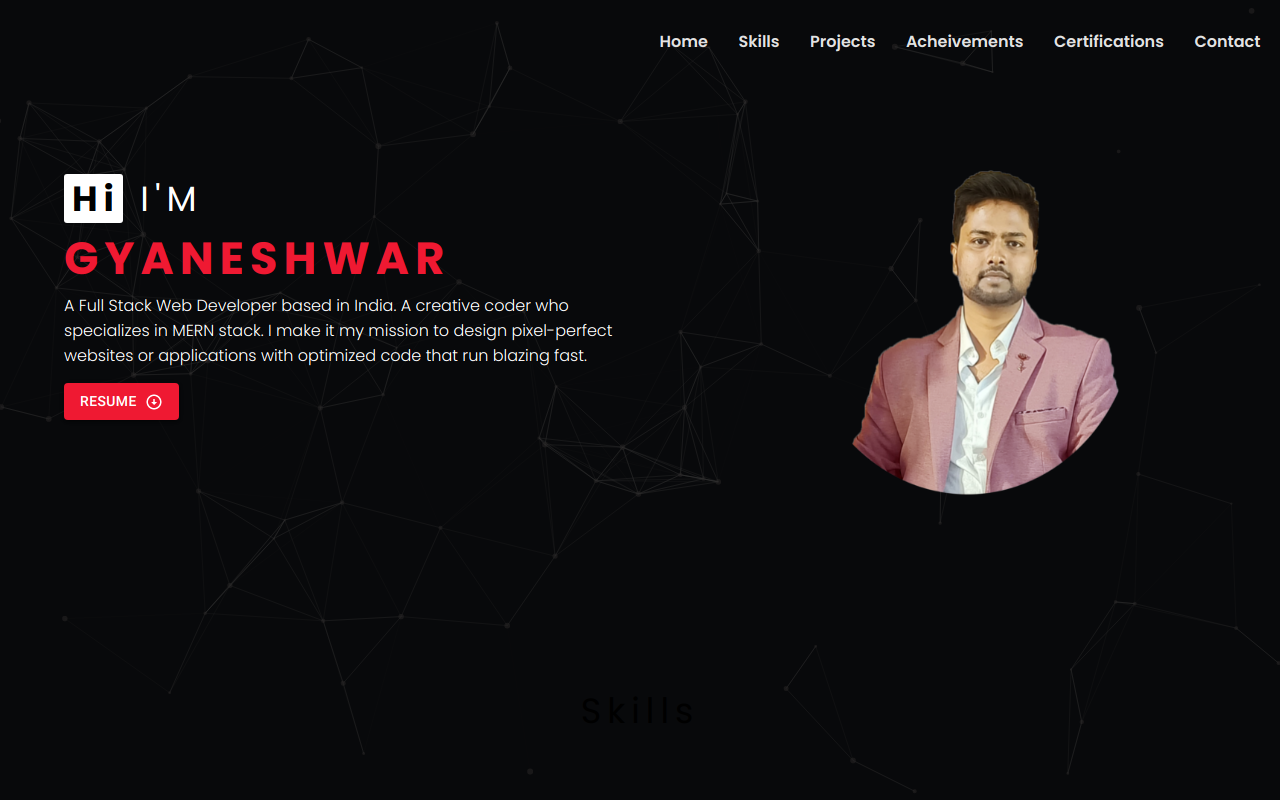 Home Skills Projects Acheivements Certifications Contact
Hi I'M
GYANESHWAR
A Full Stack Web Developer based in India. A creative coder who
specializes in MERN stack. I make it my mission to design pixel-perfect
websites or applications with optimized code that run blazing fast.
RESUME
Skills